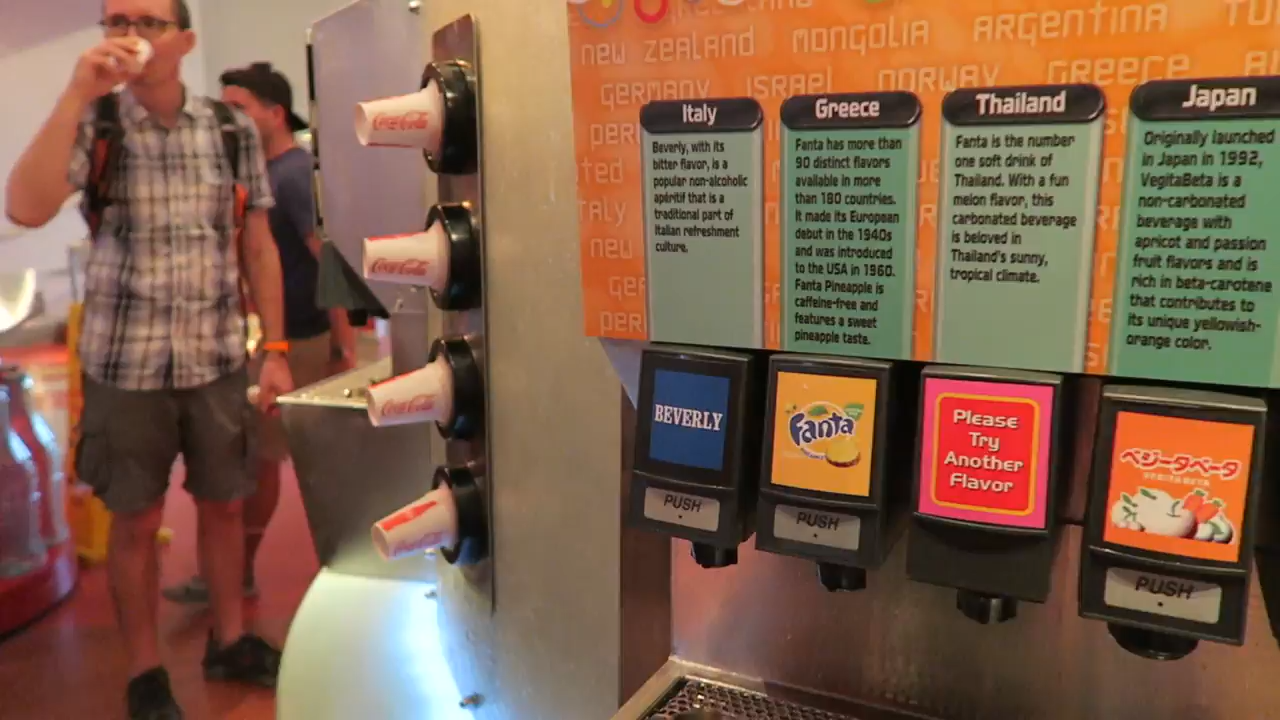 NEW ZEALAND MONGOLIA ARGENTINA
GERMANY ISRAEL NORWAY GREECE
Italy
Beverly, with its
bitter flavor, is a
popular non-alcoholic
apéritif that is a
traditional part of
Italian refreshment
culture.
Greece
Fanta has more than
90 distinct flavors
available in more
than 180 countries.
It made its European
debut in the 1940s
and was introduced
to the USA in 1960.
Fanta Pineapple is
caffeine-free and
features a sweet
pineapple taste.
Thailand
Fanta is the number
one soft drink of
Thailand. With a fun
melon flavor, this
carbonated beverage
is beloved in
Thailand's sunny,
tropical climate.
Japan
Originally launched
in Japan in 1992,
VegitaBeta is a
non-carbonated
beverage with
apricot and passion
fruit flavors and is
rich in beta-carotene
that contributes to
its unique yellowish-
orange color.
Coca-Cola
Coca-Cola
Coca-Cola
BEVERLY
PUSH
Fanta
PUSH
Please
Try
Another
Flavor
ベジータベータ
VEGITA BETA
PUSH